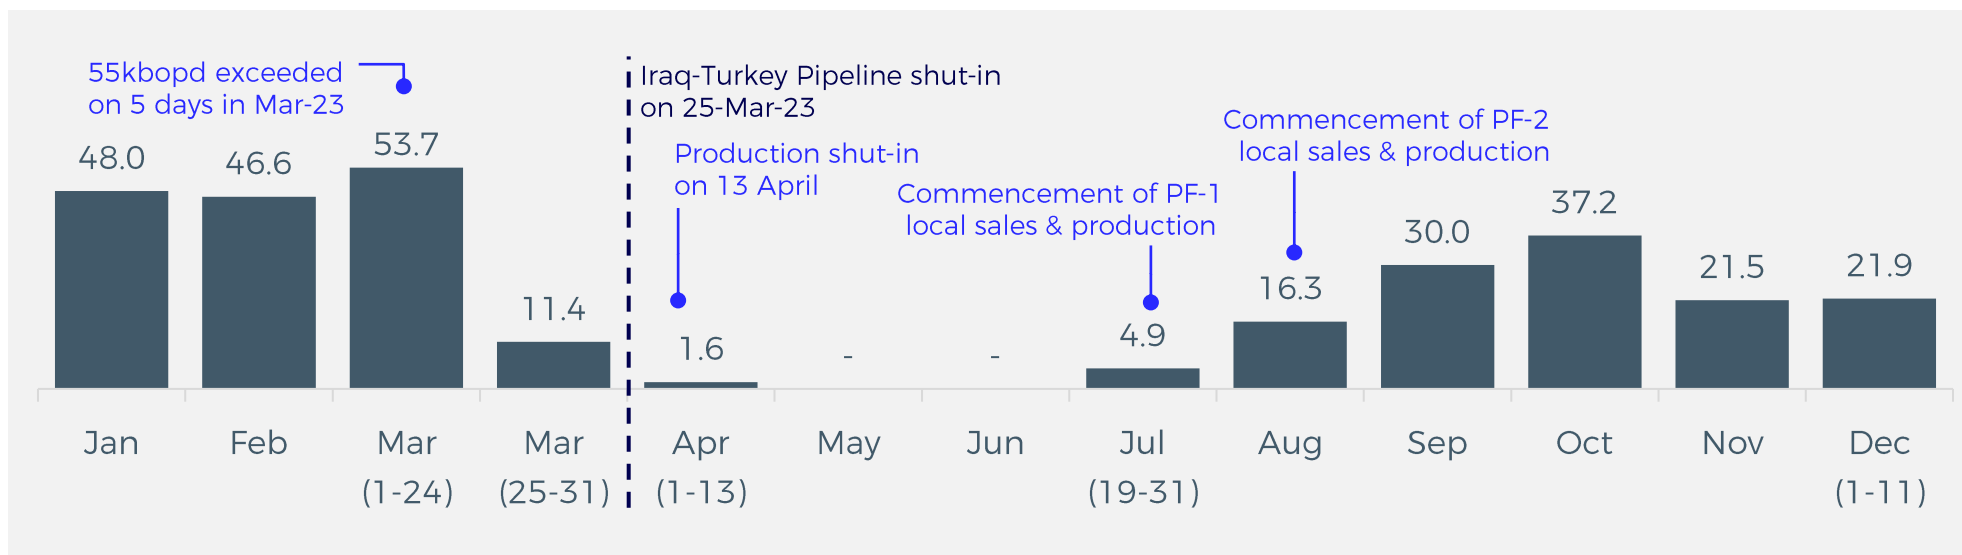 55kbopd exceeded
on 5 days in Mar-23
Iraq-Turkey Pipeline shut-in
on 25-Mar-23
Production shut-in
on 13 April
Commencement of PF-1
local sales & production
Commencement of PF-2
local sales & production
48.0
46.6
53.7
11.4
1.6
-
-
4.9
16.3
30.0
37.2
21.5
21.9
Jan
Feb
Mar
(1-24)
Mar
(25-31)
Apr
(1-13)
May
Jun
Jul
(19-31)
Aug
Sep
Oct
Nov
Dec
(1-11)